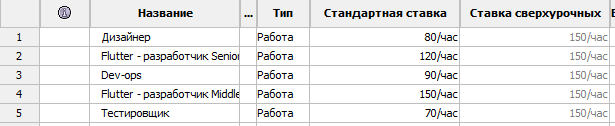 Название ... Тип Стандартная ставка Ставка сверхурочных
1 Дизайнер Работа 80/час 150/час
2 Flutter - разработчик Senior Работа 120/час 150/час
3 Dev-ops Работа 90/час 150/час
4 Flutter - разработчик Middle Работа 150/час 150/час
5 Тестировщик Работа 70/час 150/час